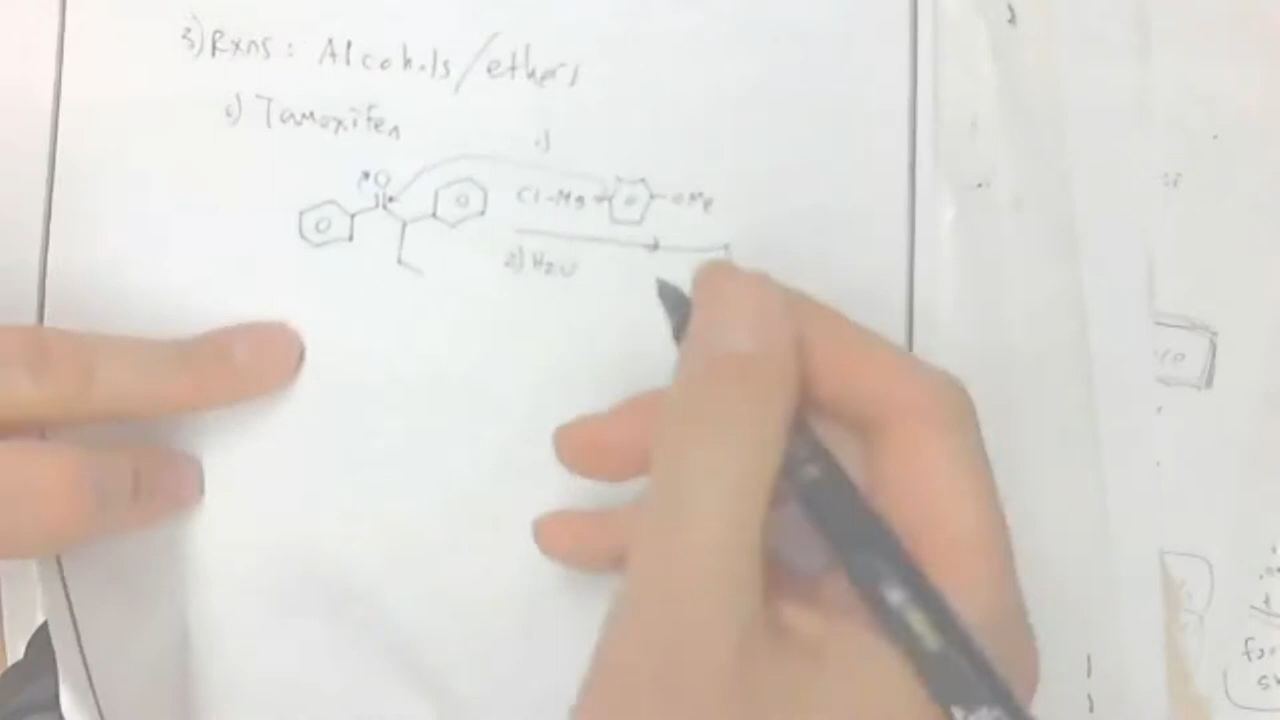 3) Rxns: Alcohols/ethers
i) Tamoxifen
1)
O
Cl-Mg OMe
2) H2O